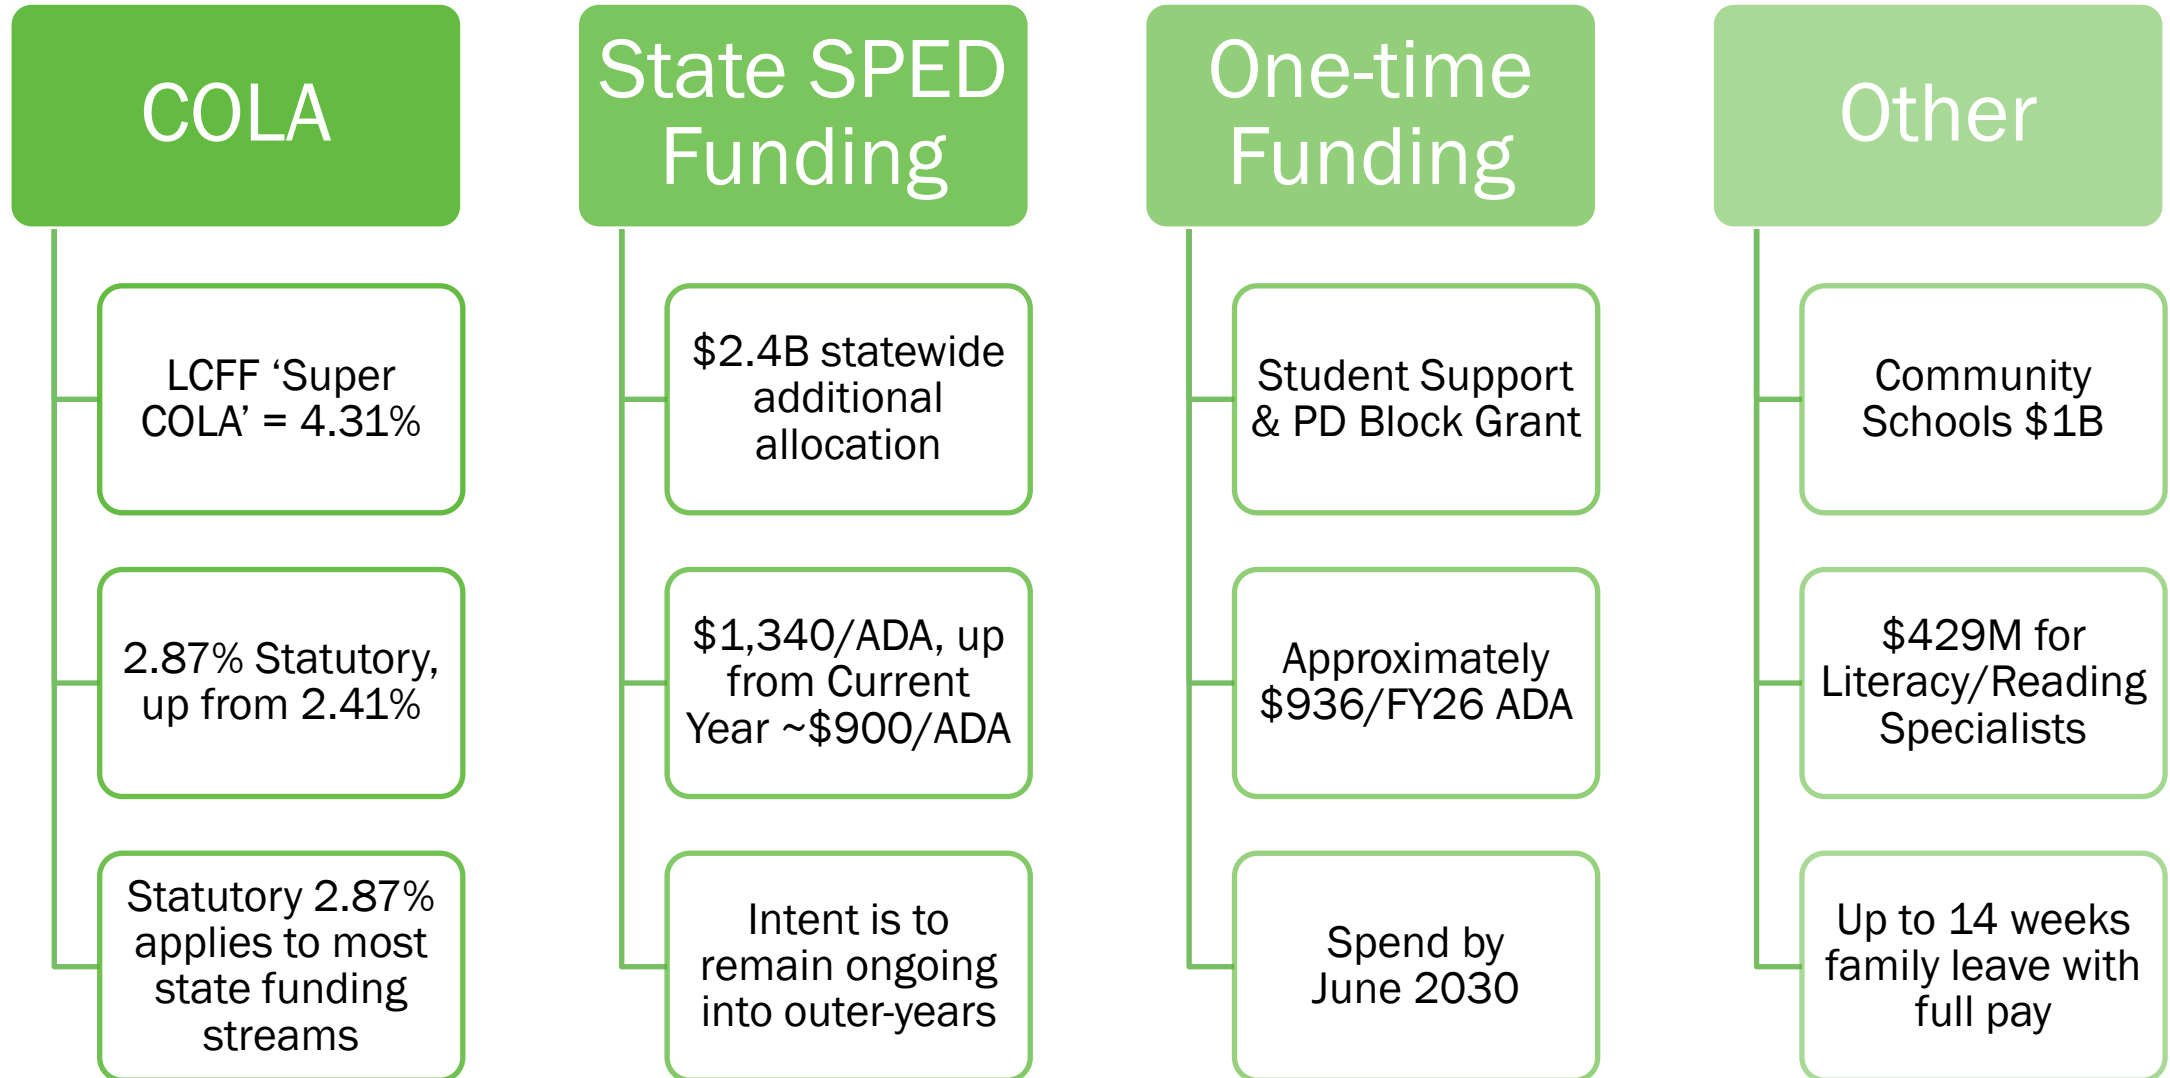 COLA
LCFF ‘Super
COLA’ = 4.31%
2.87% Statutory,
up from 2.41%
Statutory 2.87%
applies to most
state funding
streams
State SPED
Funding
$2.4B statewide
additional
allocation
$1,340/ADA, up
from Current
Year ~$900/ADA
Intent is to
remain ongoing
into outer-years
One-time
Funding
Student Support
& PD Block Grant
Approximately
$936/FY26 ADA
Spend by
June 2030
Other
Community
Schools $1B
$429M for
Literacy/Reading
Specialists
Up to 14 weeks
family leave with
full pay